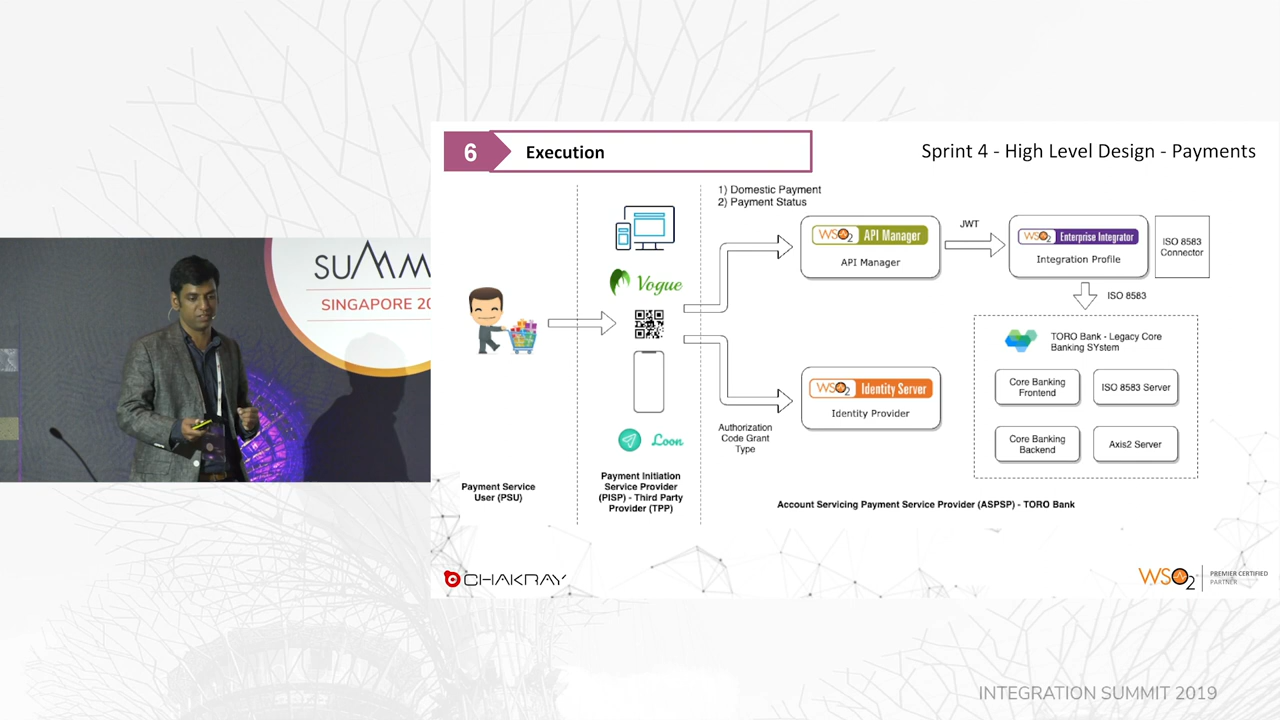 6
Execution
Sprint 4 - High Level Design - Payments
1) Domestic Payment
2) Payment Status
WSO2 API Manager
API Manager
JWT
WSO2 Enterprise Integrator
Integration Profile
ISO 8583
Connector
ISO 8583
Vogue
TORO Bank - Legacy Core
Banking SYstem
Core Banking
Frontend
ISO 8583 Server
Core Banking
Backend
Axis2 Server
WSO2 Identity Server
Identity Provider
Authorization
Code Grant
Type
Loon
Payment Service
User (PSU)
Payment Initiation
Service Provider
(PISP) - Third Party
Provider (TPP)
Account Servicing Payment Service Provider (ASPSP) - TORO Bank
SUMM
SINGAPORE 20
CHAKRAY
WSO2
PREMIER CERTIFIED
PARTNER
INTEGRATION SUMMIT 2019